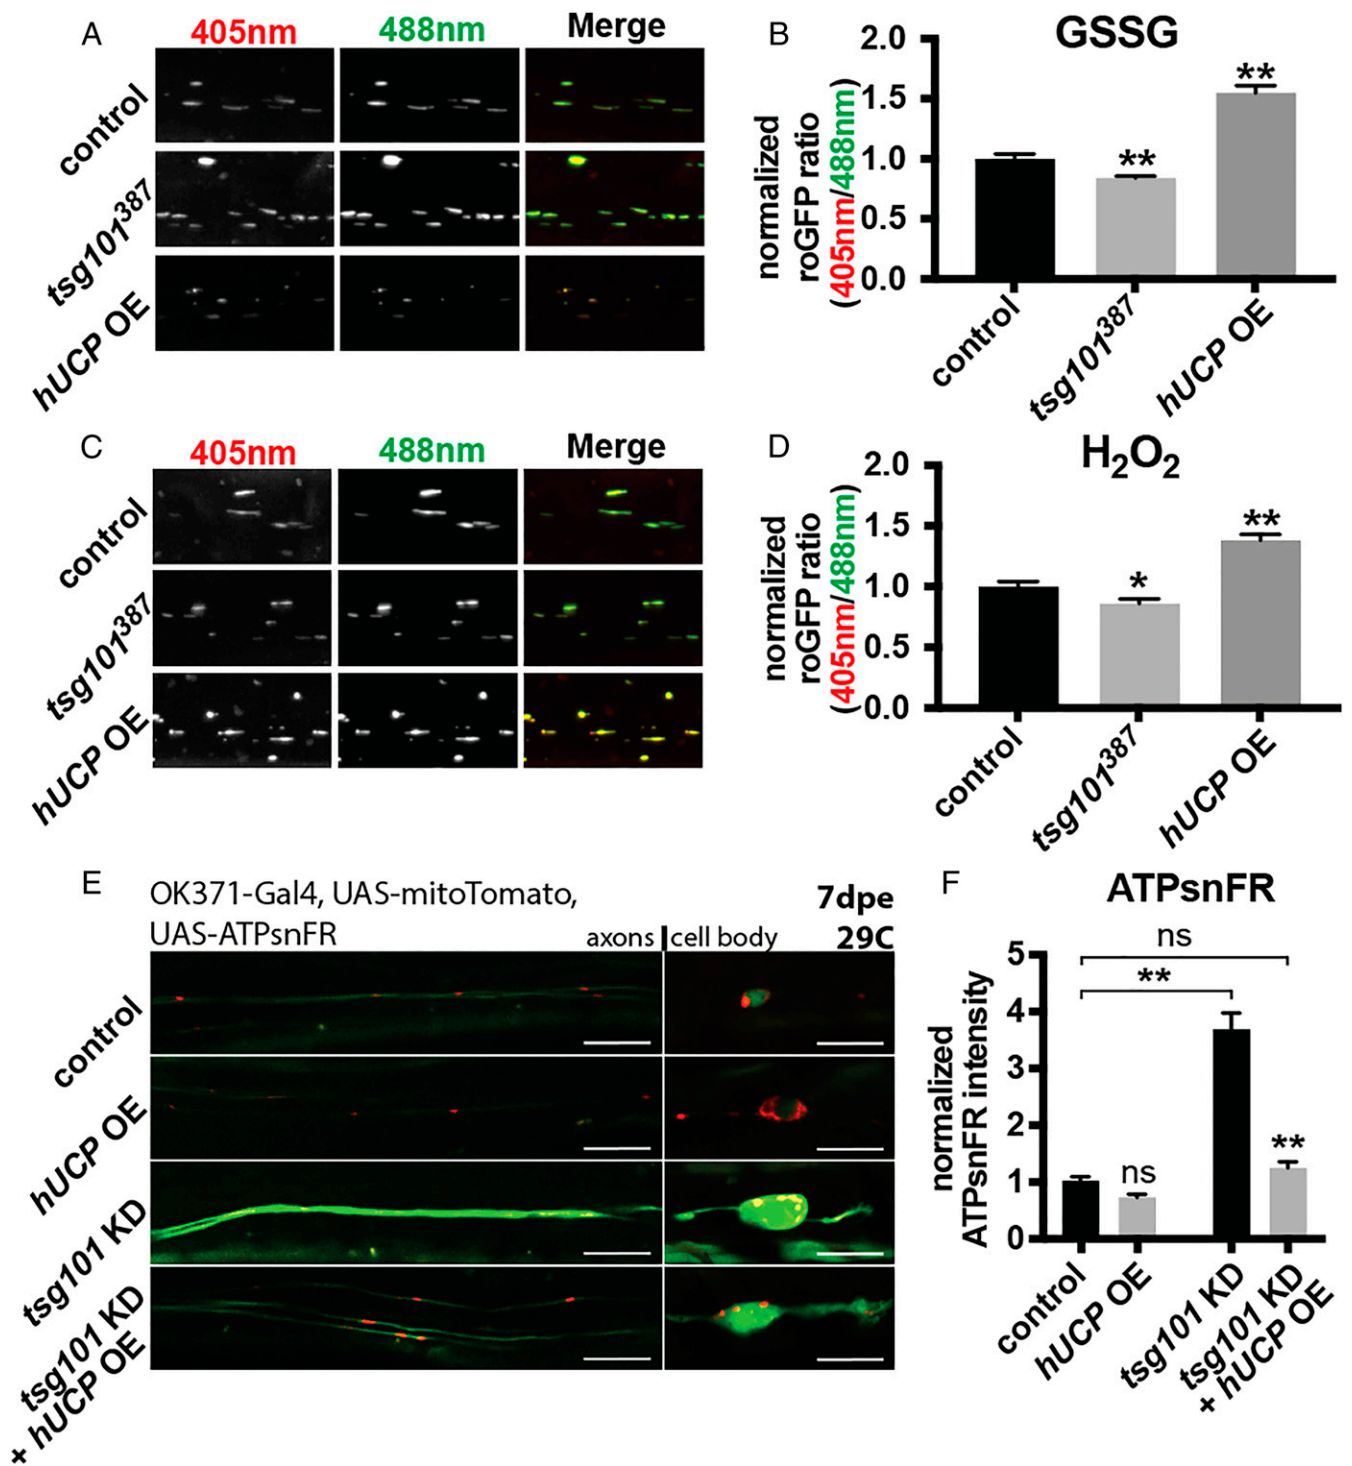 A
405nm 488nm Merge
control
tsg101387
hUCP OE
B
GSSG
normalized
roGFP ratio
(405nm/488nm)
2.0
1.5
1.0
0.5
0.0
**
**
control
tsg101387
hUCP OE
C
405nm 488nm Merge
control
tsg101387
hUCP OE
D
H2O2
normalized
roGFP ratio
(405nm/488nm)
2.0
1.5
1.0
0.5
0.0
*
**
control
tsg101387
hUCP OE
E
OK371-Gal4, UAS-mitoTomato,
UAS-ATPsnFR
7dpe
29C
axons cell body
control
hUCP OE
tsg101 KD
tsg101 KD
+ hUCP OE
F
ATPsnFR
normalized
ATPsnFR intensity
5
4
3
2
1
0
ns
**
ns
**
control
hUCP OE
tsg101 KD
tsg101 KD
+ hUCP OE